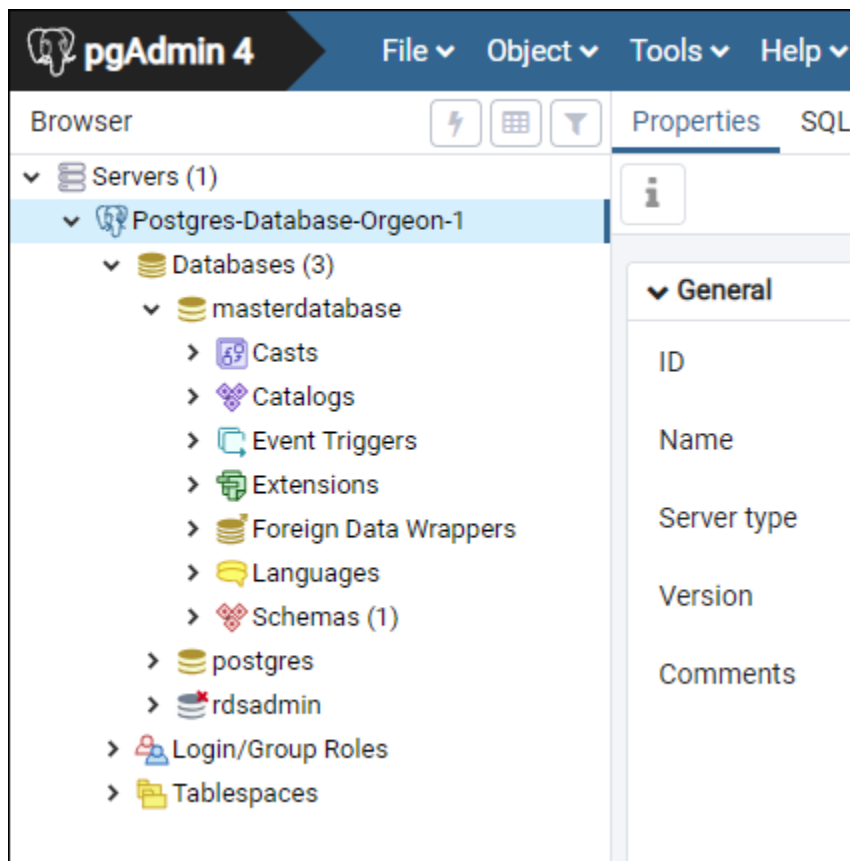 pgAdmin 4 File Object Tools Help
Browser Properties SQL
Servers (1)
Postgres-Database-Orgeon-1
Databases (3)
General
masterdatabase
Casts
ID
Catalogs
Event Triggers
Name
Extensions
Server type
Foreign Data Wrappers
Languages
Version
Schemas (1)
postgres
Comments
rdsadmin
Login/Group Roles
Tablespaces